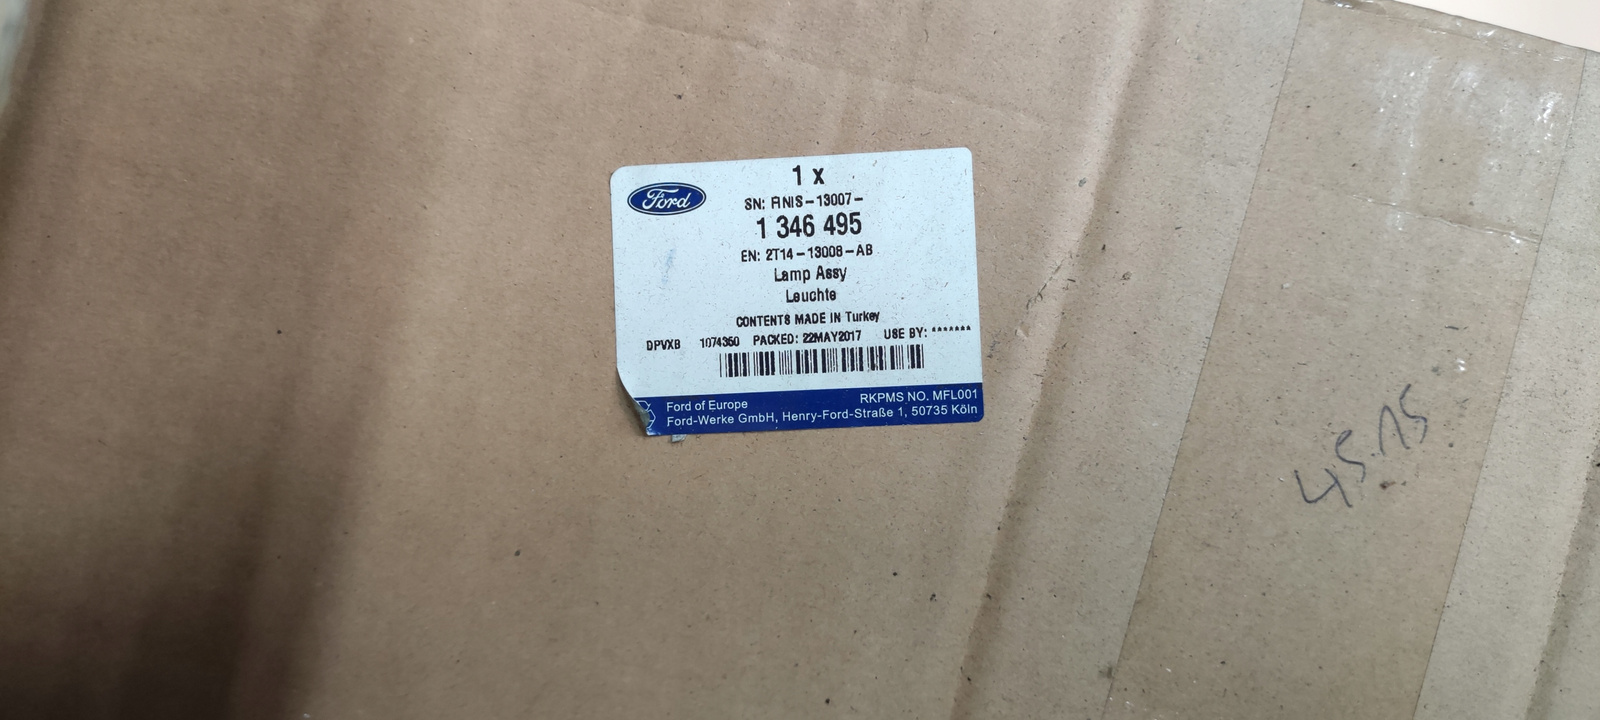 Ford
1 x
SN: FINIS-13007-
1 346 495
EN: 2T14-13008-AB
Lamp Assy
Leuchte
CONTENTS MADE IN Turkey
DPVXB 1074360 PACKED: 22MAY2017 USE BY: *******
Ford of Europe RKPMS NO. MFL001
Ford-Werke GmbH, Henry-Ford-Straße 1, 50735 Köln
45.15